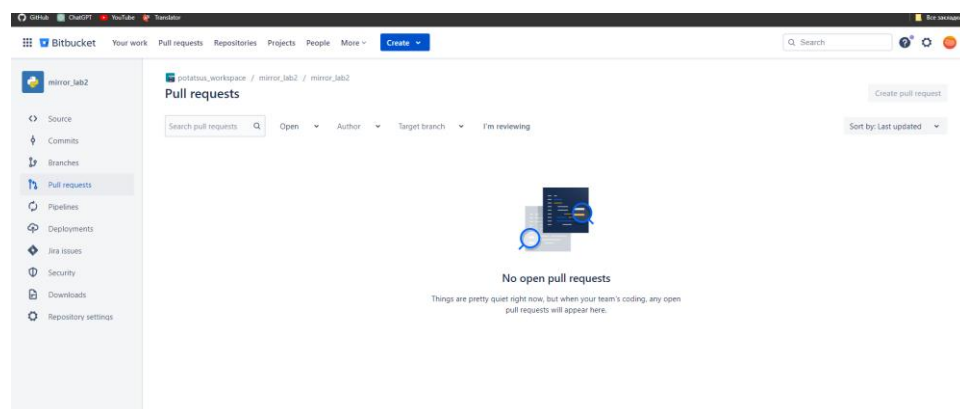 GitHub ChatGPT YouTube Translator Все закладки
Bitbucket Your work Pull requests Repositories Projects People More Create Search
mirror_lab2
potatsus_workspace / mirror_lab2 / mirror_lab2
Pull requests
Create pull request
Search pull requests Open Author Target branch I'm reviewing Sort by: Last updated
Source
Commits
Branches
Pull requests
Pipelines
Deployments
Jira issues
Security
Downloads
Repository settings
No open pull requests
Things are pretty quiet right now, but when your team's coding, any open
pull requests will appear here.